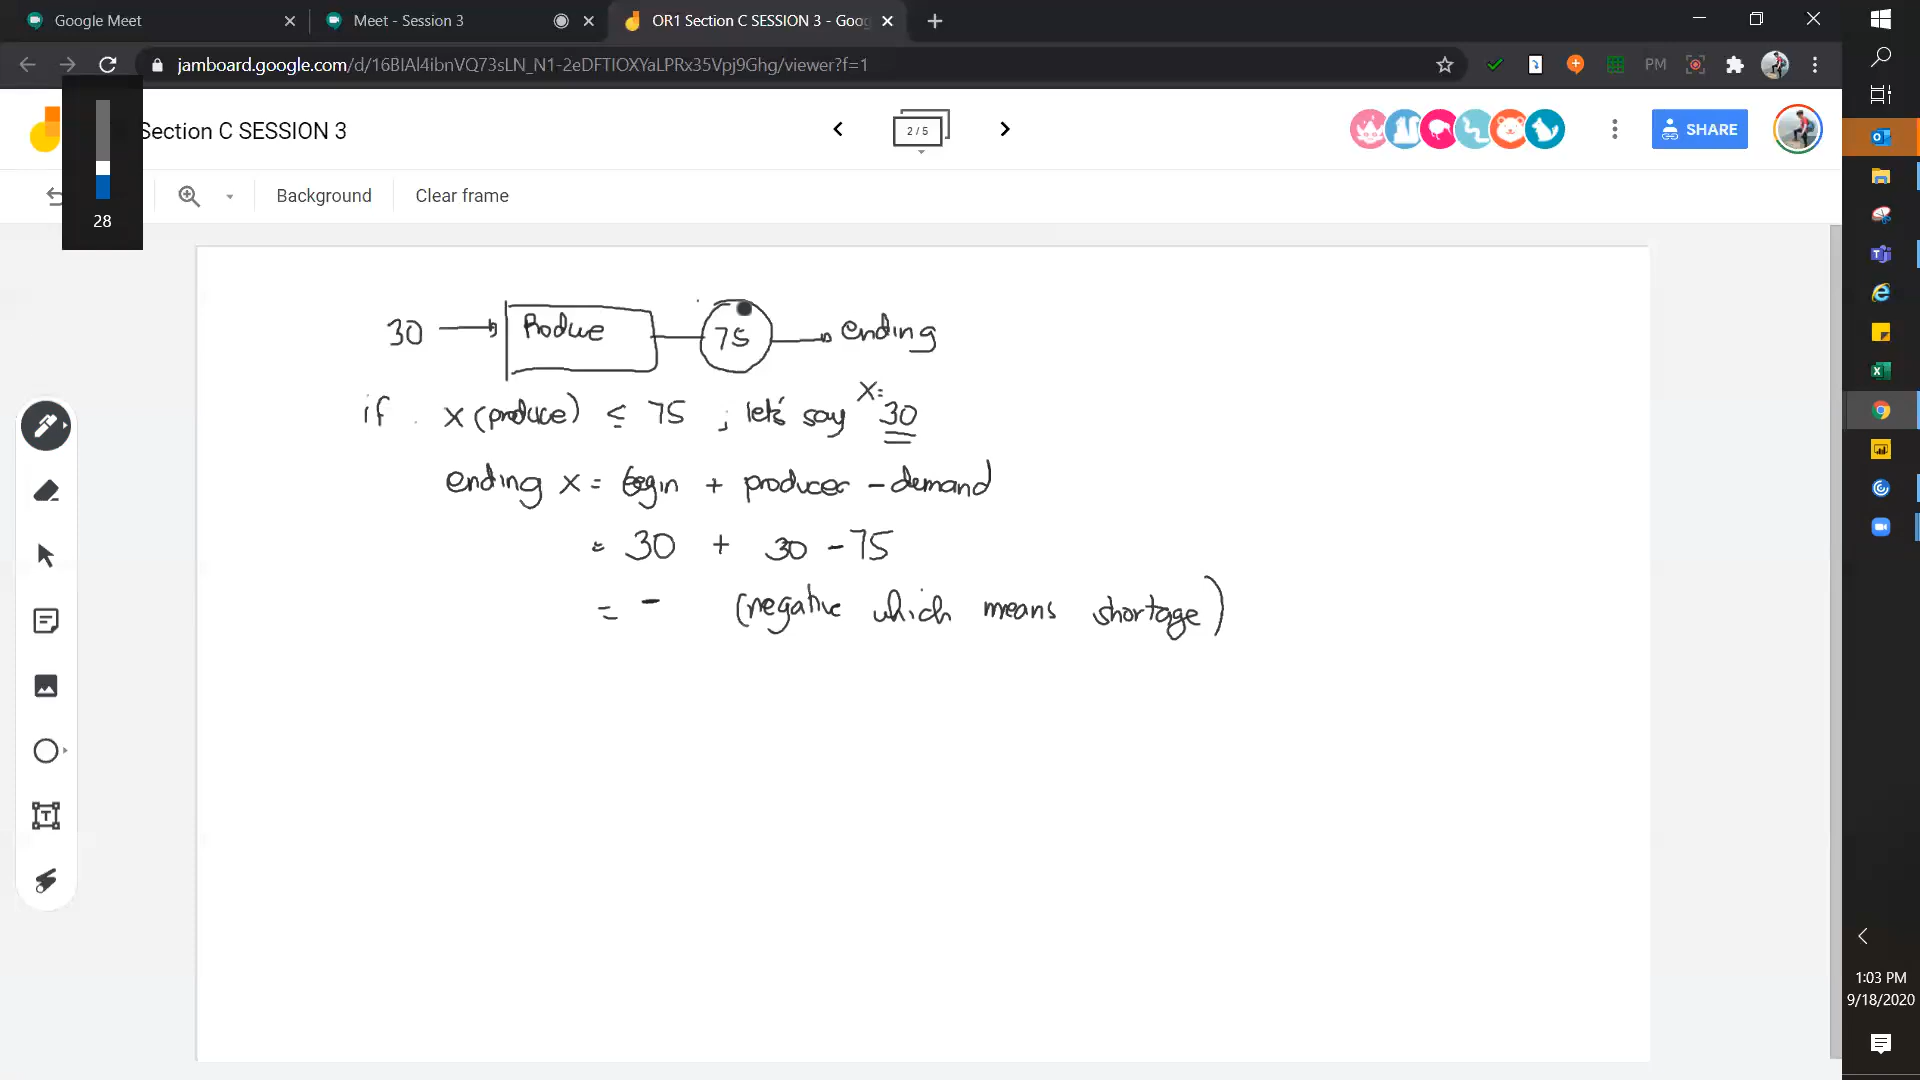 Google Meet
Meet - Session 3
OR1 Section C SESSION 3 - Goog
jamboard.google.com/d/16BIAl4ibnVQ73sLN_N1-2eDFTIOXYaLPRx35Vpj9Ghg/viewer?f=1
PM
Section C SESSION 3
2 / 5
SHARE
Background
Clear frame
28
30 Produce 75 ending
if x (produce) ≤ 75 ; let's say x = 30
ending x = begin + producer - demand
= 30 + 30 - 75
= - (negative which means shortage)
1:03 PM
9/18/2020